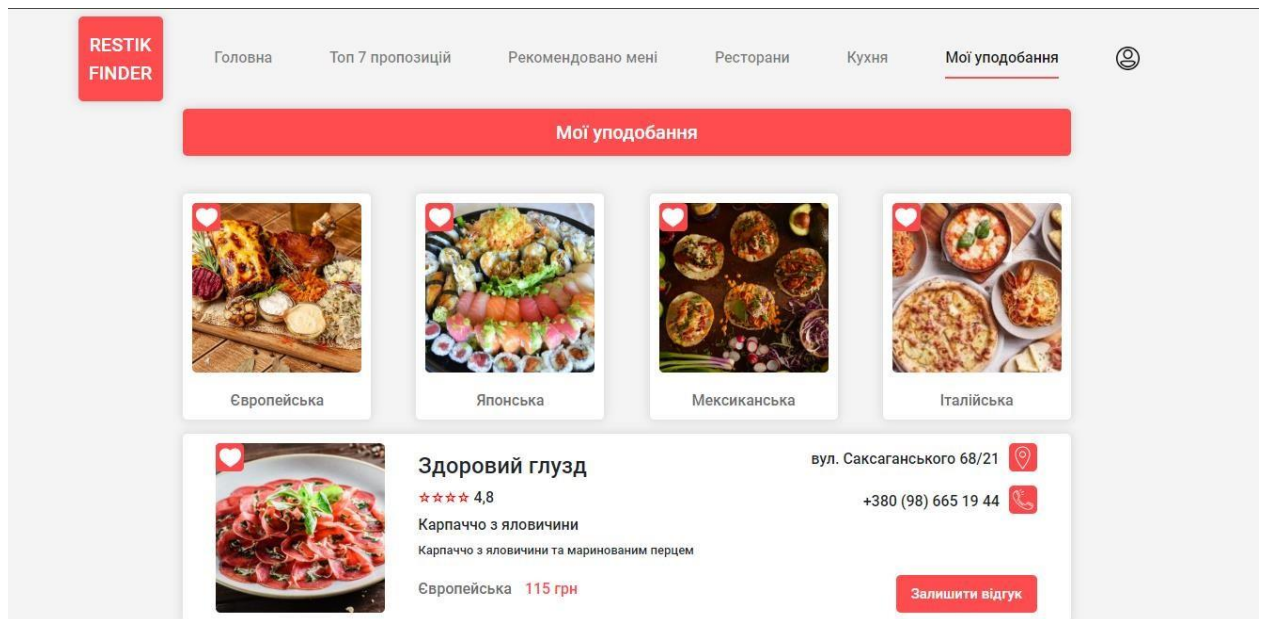 RESTIK
FINDER
Головна
Топ 7 пропозицій
Рекомендовано мені
Ресторани
Кухня
Мої уподобання
Мої уподобання
Європейська
Японська
Мексиканська
Італійська
Здоровий глузд
4,8
Карпаччо з яловичини
Карпаччо з яловичини та маринованим перцем
Європейська 115 грн
вул. Саксаганського 68/21
+380 (98) 665 19 44
Залишити відгук